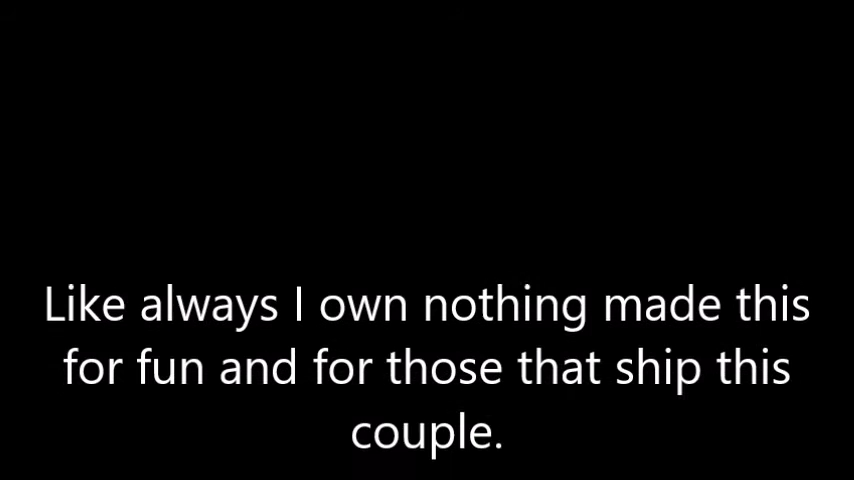 Like always I own nothing made this
for fun and for those that ship this
couple.